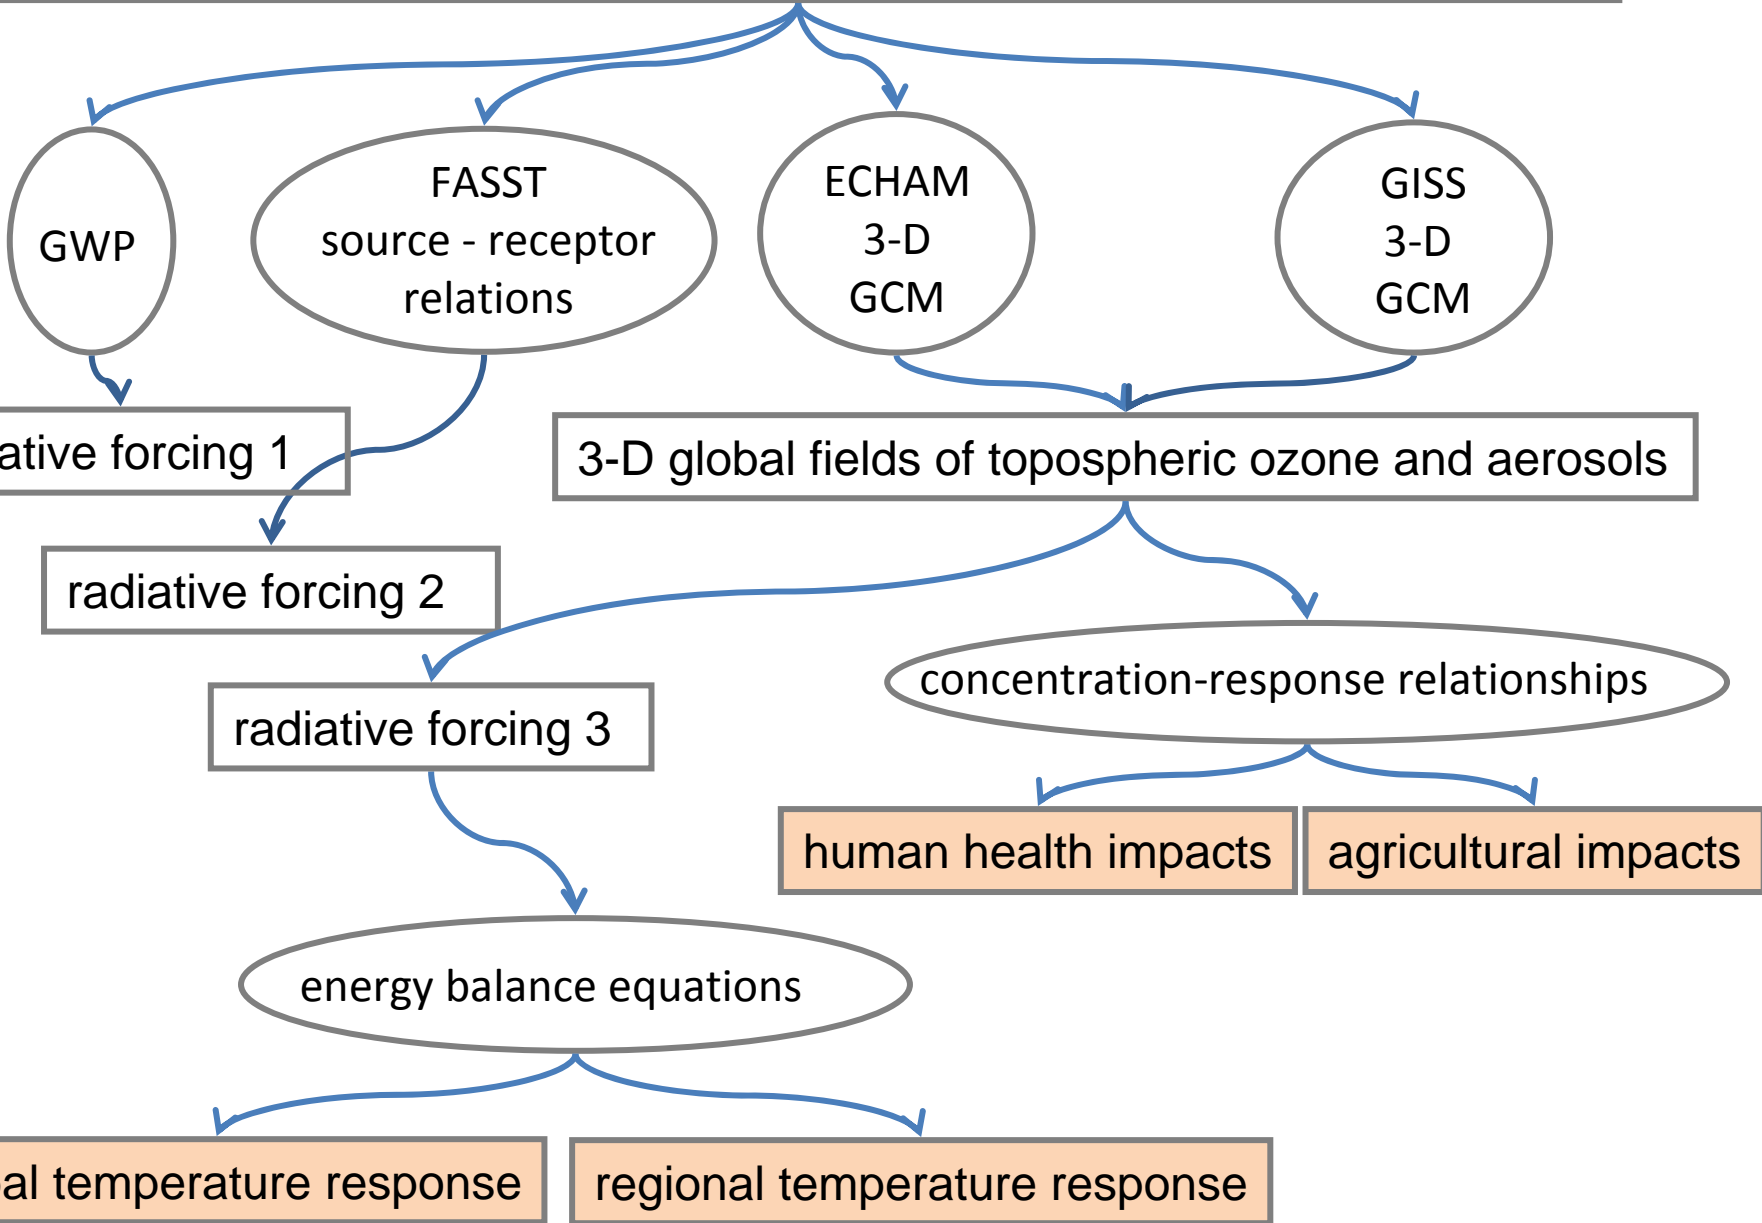 GWP
FASST
source - receptor
relations
ECHAM
3-D
GCM
GISS
3-D
GCM
forcing 1
3-D global fields of topospheric ozone and aerosols
radiative forcing 2
radiative forcing 3
concentration-response relationships
human health impacts
agricultural impacts
energy balance equations
temperature response
regional temperature response